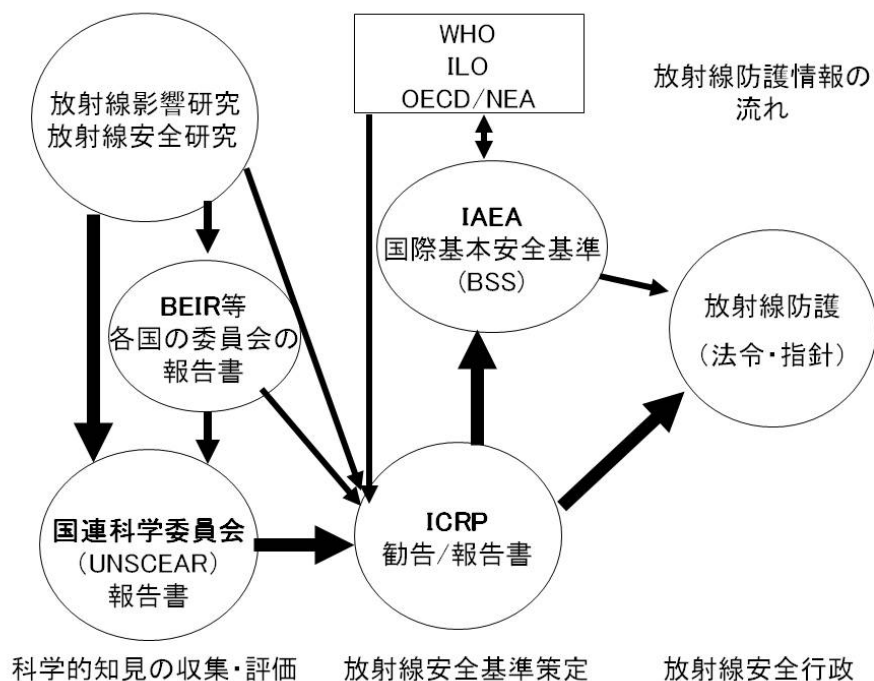 放射線影響研究
放射線安全研究
WHO
ILO
OECD/NEA
放射線防護情報の
流れ
IAEA
国際基本安全基準
(BSS)
BEIR等
各国の委員会の
報告書
放射線防護
（法令・指針）
国連科学委員会
(UNSCEAR)
報告書
ICRP
勧告/報告書
科学的知見の収集・評価
放射線安全基準策定
放射線安全行政